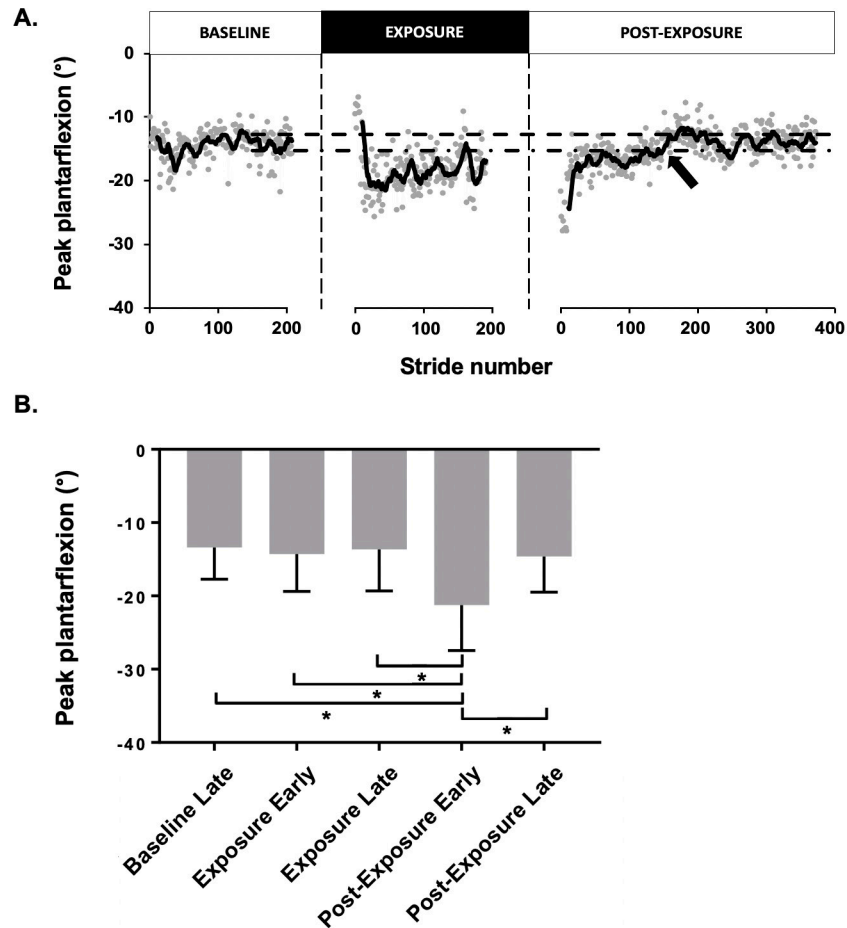 A.
BASELINE EXPOSURE POST-EXPOSURE
Peak plantarflexion (°)
0
-10
-20
-30
-40
0 100 200 0 100 200 0 100 200 300 400
Stride number
B.
Peak plantarflexion (°)
0
-10
-20
-30
-40
*
*
*
*
Baseline Late
Exposure Early
Exposure Late
Post-Exposure Early
Post-Exposure Late